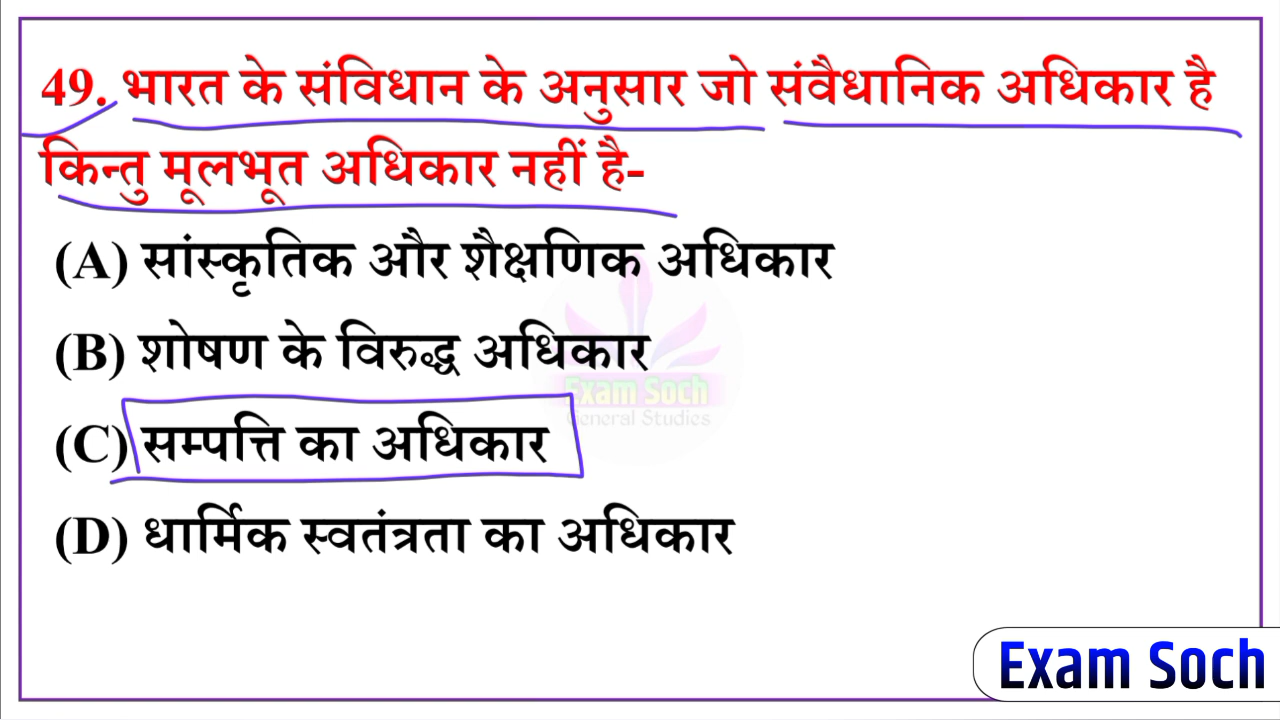 49. भारत के संविधान के अनुसार जो संवैधानिक अधिकार है
किन्तु मूलभूत अधिकार नहीं है-
(A) सांस्कृतिक और शैक्षणिक अधिकार
(B) शोषण के विरुद्ध अधिकार
Exam Soch
General Studies
(C) सम्पत्ति का अधिकार
(D) धार्मिक स्वतंत्रता का अधिकार
Exam Soch